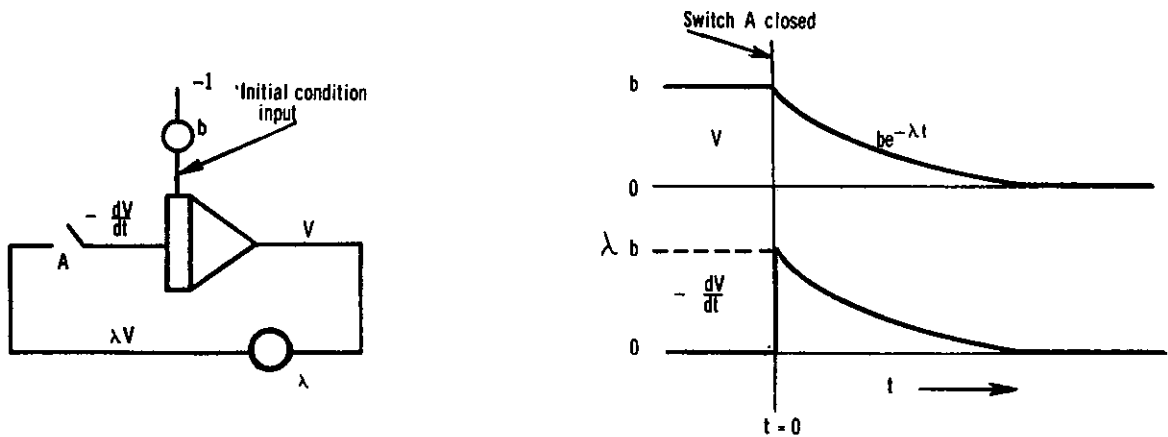 -1
Initial condition
input
b
- dV/dt
V
A
λV
λ
Switch A closed
b
V
be^-λt
0
λ b
- dV/dt
0
t
t = 0